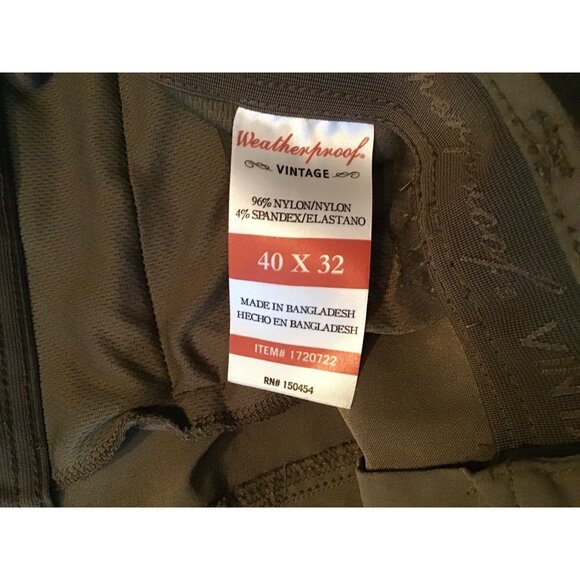 Weatherproof®
VINTAGE
96% NYLON/NYLON
4% SPANDEX/ELASTANO
40 X 32
MADE IN BANGLADESH
HECHO EN BANGLADESH
ITEM# 1720722
RN# 150454